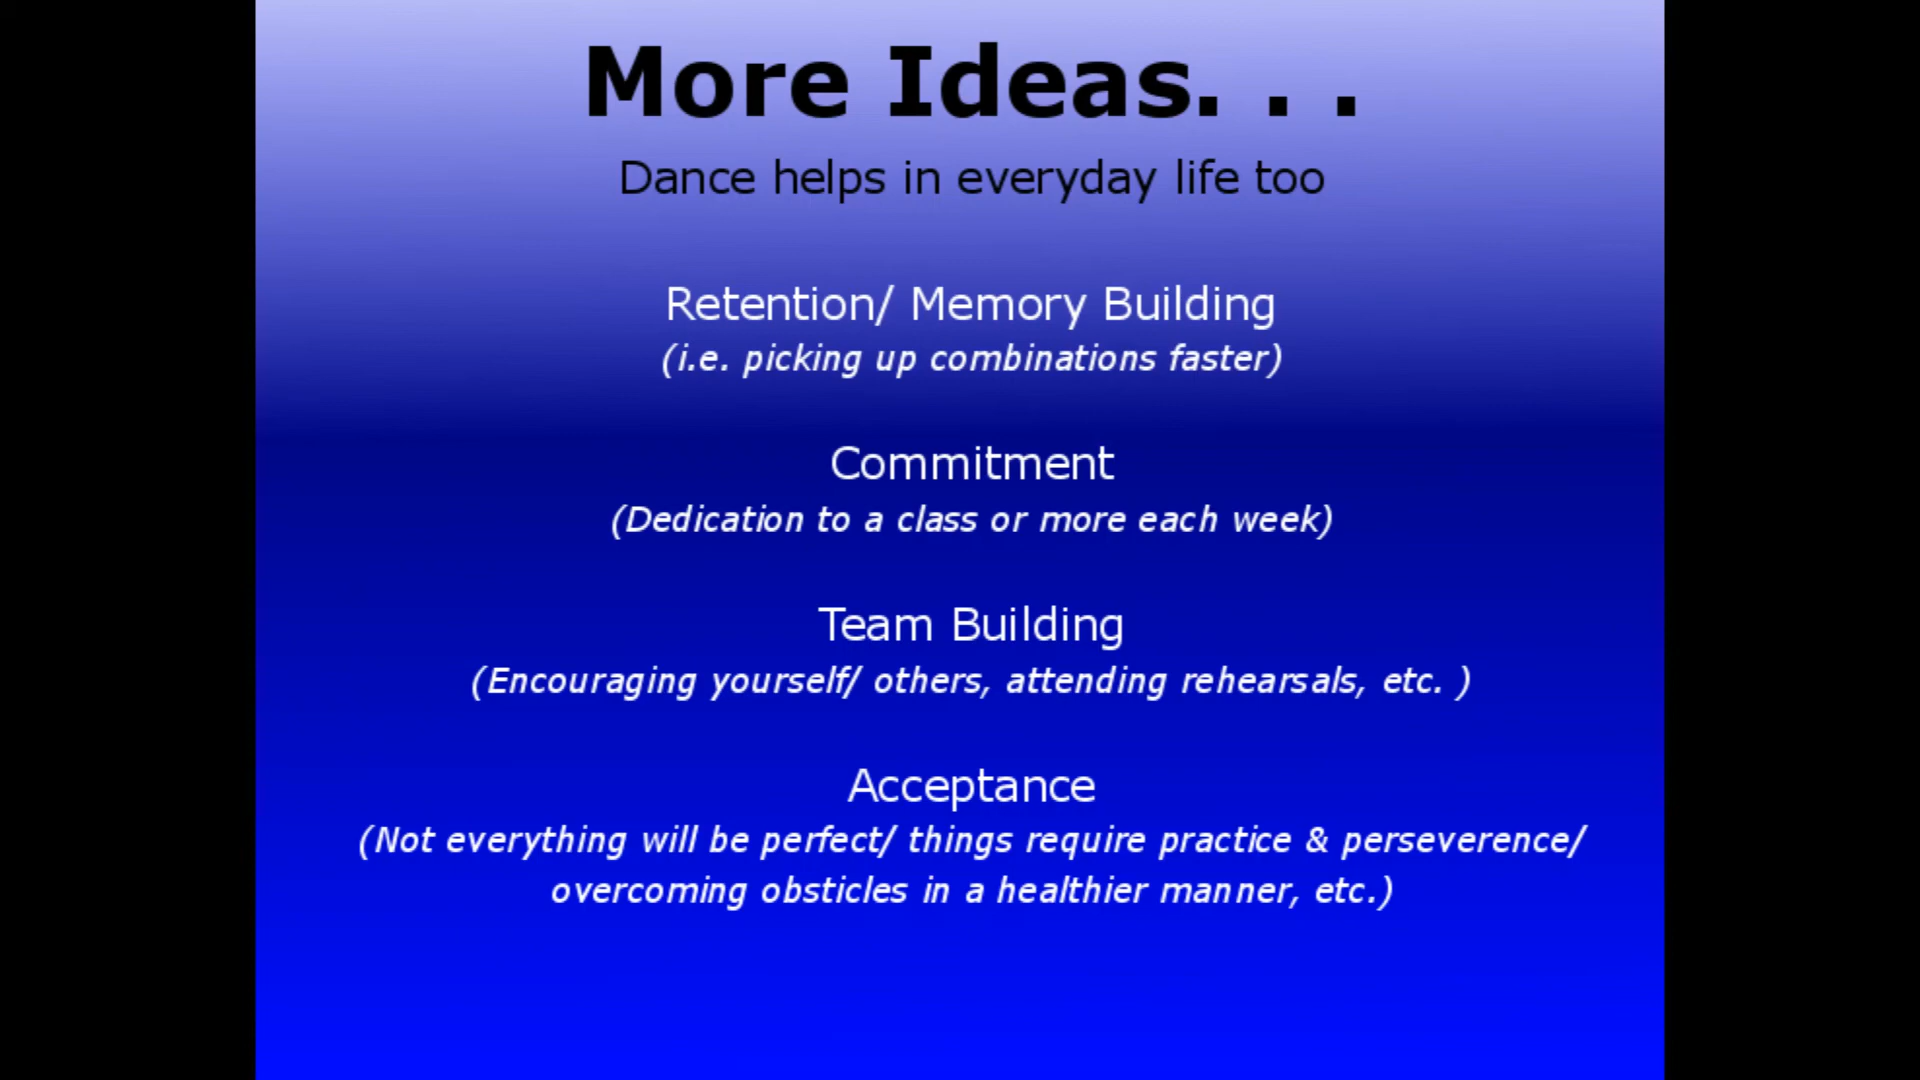 More Ideas. . .
Dance helps in everyday life too
Retention/ Memory Building
(i.e. picking up combinations faster)
Commitment
(Dedication to a class or more each week)
Team Building
(Encouraging yourself/ others, attending rehearsals, etc. )
Acceptance
(Not everything will be perfect/ things require practice & perseverence/
overcoming obsticles in a healthier manner, etc.)